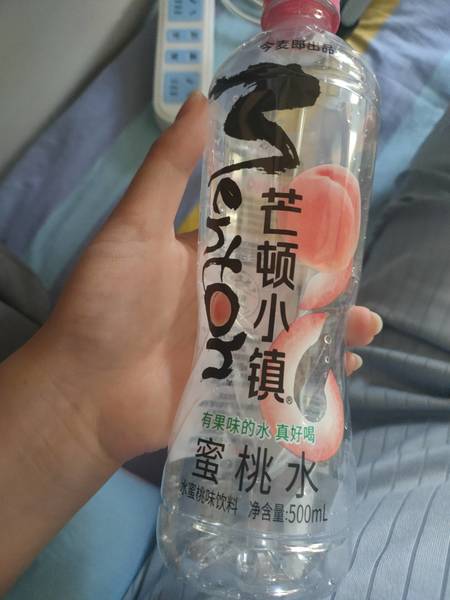 今麦郎出品
Menton
芒顿小镇®
有果味的水 真好喝
蜜桃水
水蜜桃味饮料 净含量:500mL